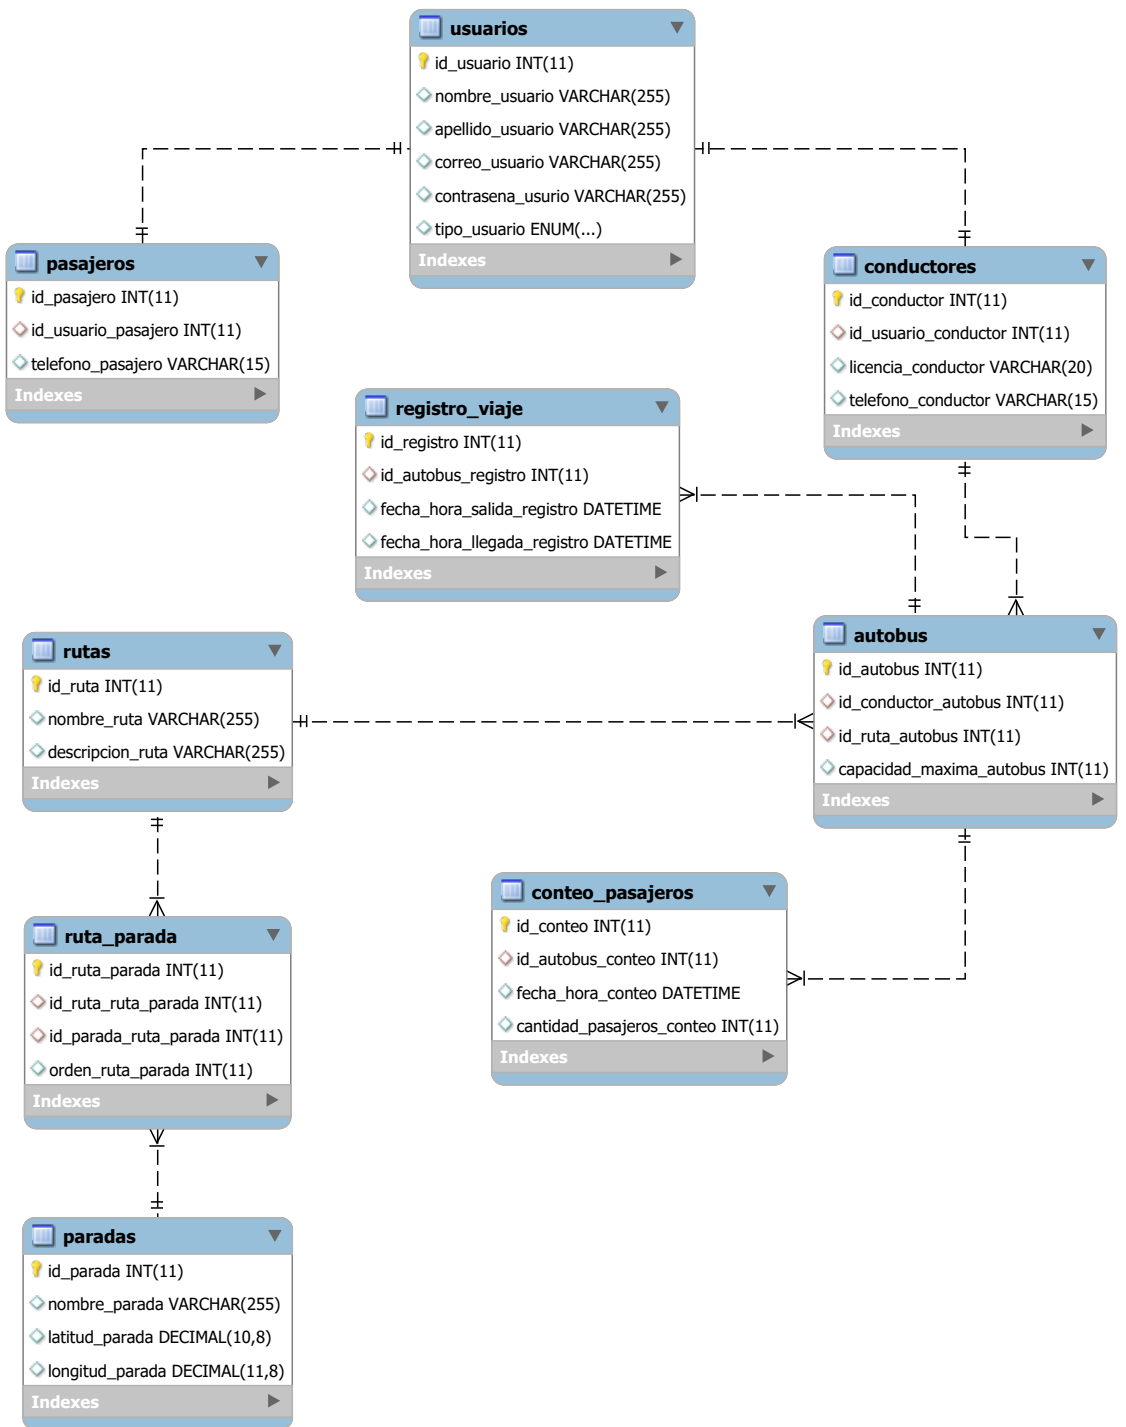 usuarios
id_usuario INT(11)
nombre_usuario VARCHAR(255)
apellido_usuario VARCHAR(255)
correo_usuario VARCHAR(255)
contrasena_usurio VARCHAR(255)
tipo_usuario ENUM(...)
Indexes
pasajeros
id_pasajero INT(11)
id_usuario_pasajero INT(11)
telefono_pasajero VARCHAR(15)
Indexes
conductores
id_conductor INT(11)
id_usuario_conductor INT(11)
licencia_conductor VARCHAR(20)
telefono_conductor VARCHAR(15)
Indexes
registro_viaje
id_registro INT(11)
id_autobus_registro INT(11)
fecha_hora_salida_registro DATETIME
fecha_hora_llegada_registro DATETIME
Indexes
rutas
id_ruta INT(11)
nombre_ruta VARCHAR(255)
descripcion_ruta VARCHAR(255)
Indexes
autobus
id_autobus INT(11)
id_conductor_autobus INT(11)
id_ruta_autobus INT(11)
capacidad_maxima_autobus INT(11)
Indexes
conteo_pasajeros
id_conteo INT(11)
id_autobus_conteo INT(11)
fecha_hora_conteo DATETIME
cantidad_pasajeros_conteo INT(11)
Indexes
ruta_parada
id_ruta_parada INT(11)
id_ruta_ruta_parada INT(11)
id_parada_ruta_parada INT(11)
orden_ruta_parada INT(11)
Indexes
paradas
id_parada INT(11)
nombre_parada VARCHAR(255)
latitud_parada DECIMAL(10,8)
longitud_parada DECIMAL(11,8)
Indexes